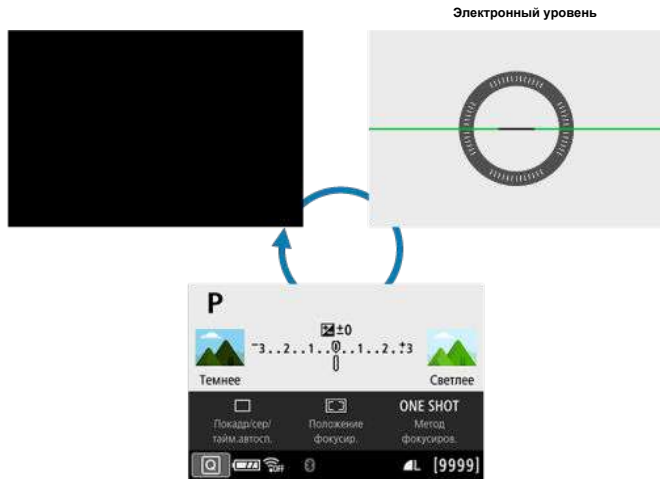 Электронный уровень
P
±0
-3..2..1..0..1..2..+3
Темнее
Светлее
ONE SHOT
Покадр/сер/ Положение Метод
тайм.автосп. фокусир. фокусиров.
Q OFF L [9999]